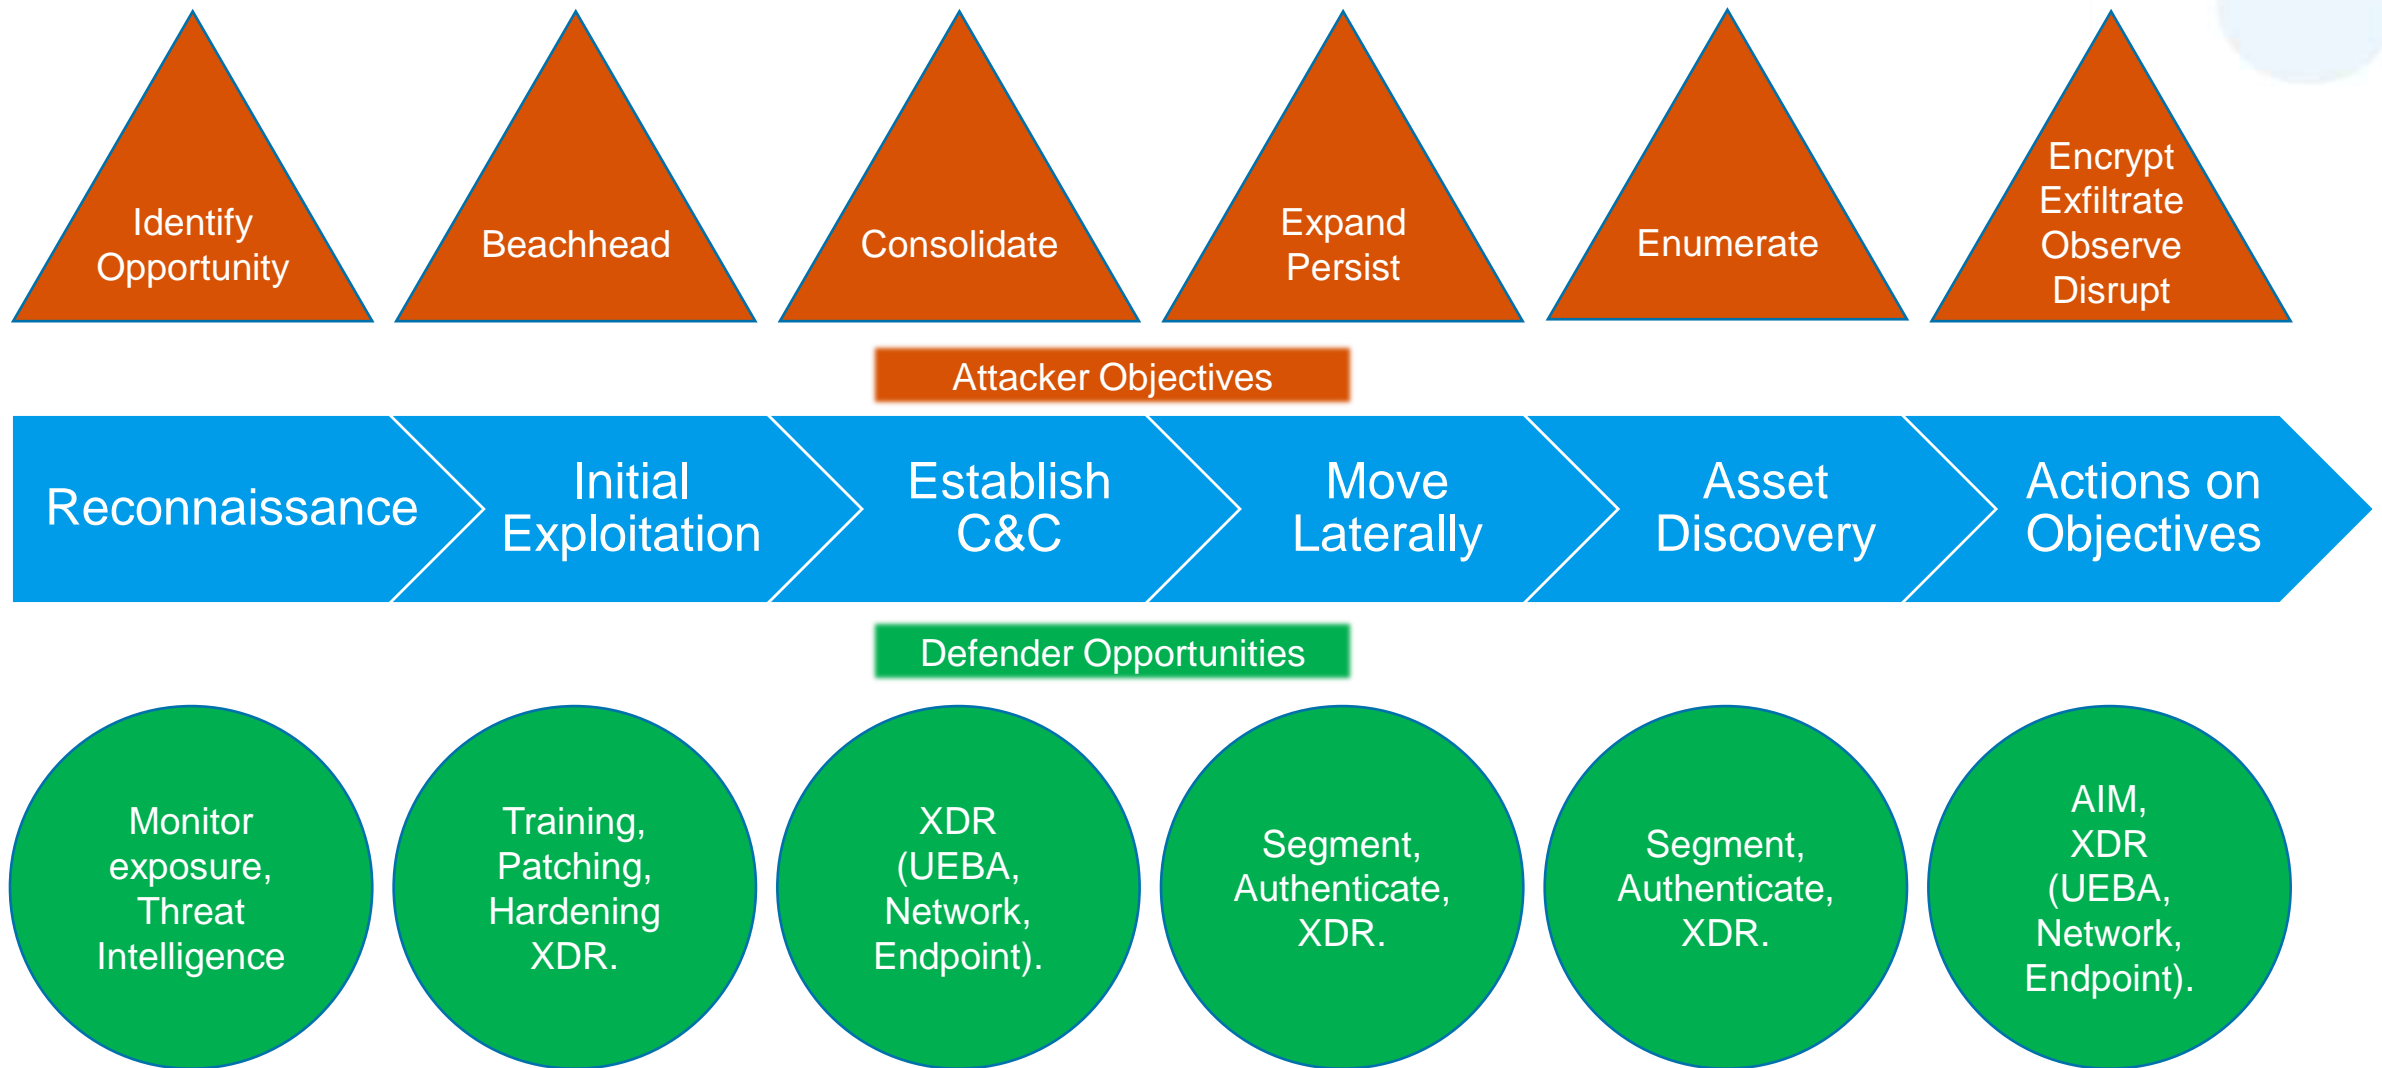 Identify
Opportunity
Beachhead
Consolidate
Expand
Persist
Enumerate
Encrypt
Exfiltrate
Observe
Disrupt
Attacker Objectives
Reconnaissance
Initial
Exploitation
Establish
C&C
Move
Laterally
Asset
Discovery
Actions on
Objectives
Defender Opportunities
Monitor
exposure,
Threat
Intelligence
Training,
Patching,
Hardening
XDR.
XDR
(UEBA,
Network,
Endpoint).
Segment,
Authenticate,
XDR.
Segment,
Authenticate,
XDR.
AIM,
XDR
(UEBA,
Network,
Endpoint).